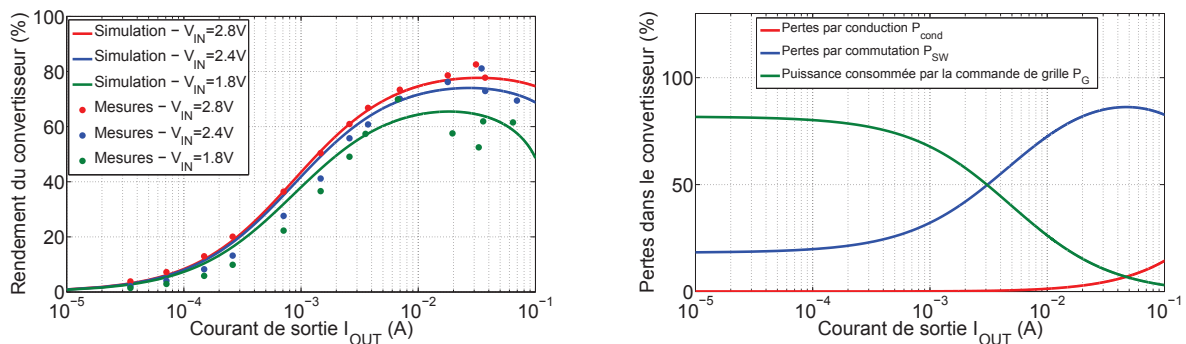 Rendement du convertisseur (%)
100
80
60
40
20
0
Simulation − V_IN=2.8V
Simulation − V_IN=2.4V
Simulation − V_IN=1.8V
Mesures − V_IN=2.8V
Mesures − V_IN=2.4V
Mesures − V_IN=1.8V
10^−5 10^−4 10^−3 10^−2 10^−1
Courant de sortie I_OUT (A)
Pertes dans le convertisseur (%)
100
50
0
Pertes par conduction P_cond
Pertes par commutation P_SW
Puissance consommée par la commande de grille P_G
10^−5 10^−4 10^−3 10^−2 10^−1
Courant de sortie I_OUT (A)